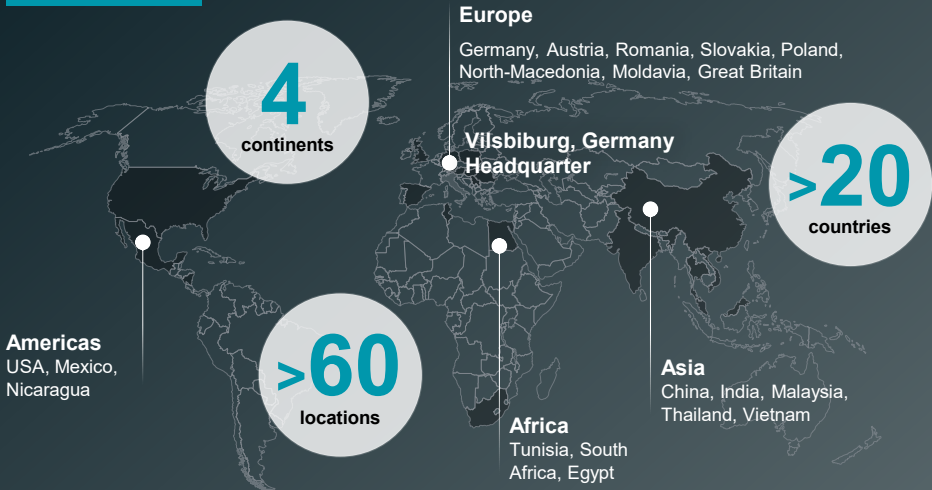 Europe
Germany, Austria, Romania, Slovakia, Poland,
North-Macedonia, Moldavia, Great Britain
4
continents
Vilsbiburg, Germany
Headquarter
>20
countries
Americas
USA, Mexico,
Nicaragua
>60
locations
Asia
China, India, Malaysia,
Thailand, Vietnam
Africa
Tunisia, South
Africa, Egypt